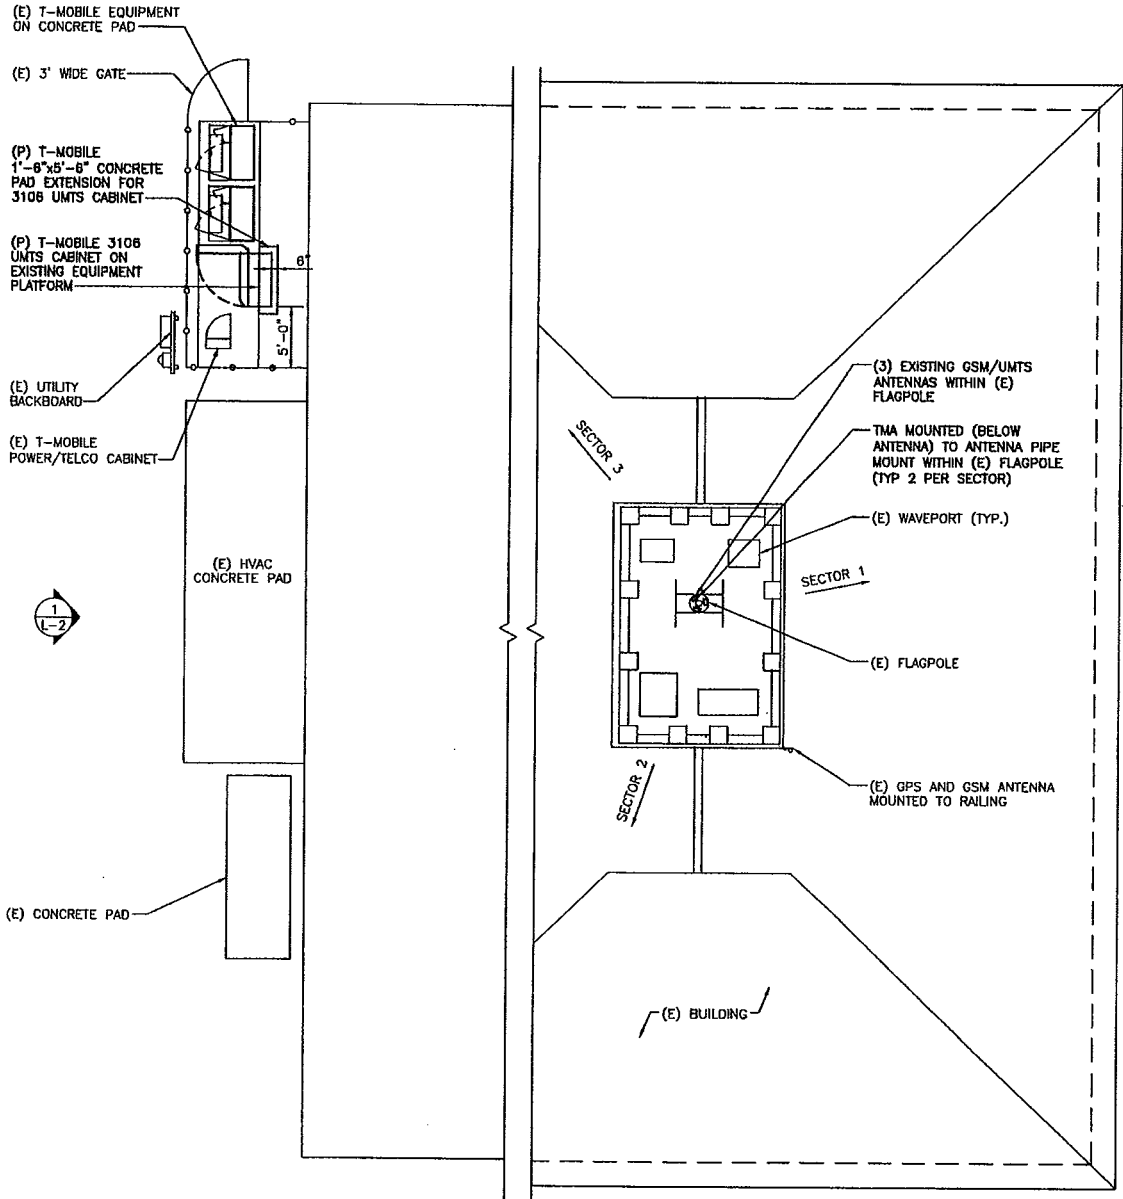 (E) T-MOBILE EQUIPMENT
ON CONCRETE PAD
(E) 3' WIDE GATE
(P) T-MOBILE
1'-6"x5'-6" CONCRETE
PAD EXTENSION FOR
3106 UMTS CABINET
(P) T-MOBILE 3106
UMTS CABINET ON
EXISTING EQUIPMENT
PLATFORM
6"
5'-0"
(E) UTILITY
BACKBOARD
(E) T-MOBILE
POWER/TELCO CABINET
(E) HVAC
CONCRETE PAD
1
L-2
(E) CONCRETE PAD
SECTOR 3
(3) EXISTING GSM/UMTS
ANTENNAS WITHIN (E)
FLAGPOLE
TMA MOUNTED (BELOW
ANTENNA) TO ANTENNA PIPE
MOUNT WITHIN (E) FLAGPOLE
(TYP 2 PER SECTOR)
(E) WAVEPORT (TYP.)
SECTOR 1
(E) FLAGPOLE
SECTOR 2
(E) GPS AND GSM ANTENNA
MOUNTED TO RAILING
(E) BUILDING